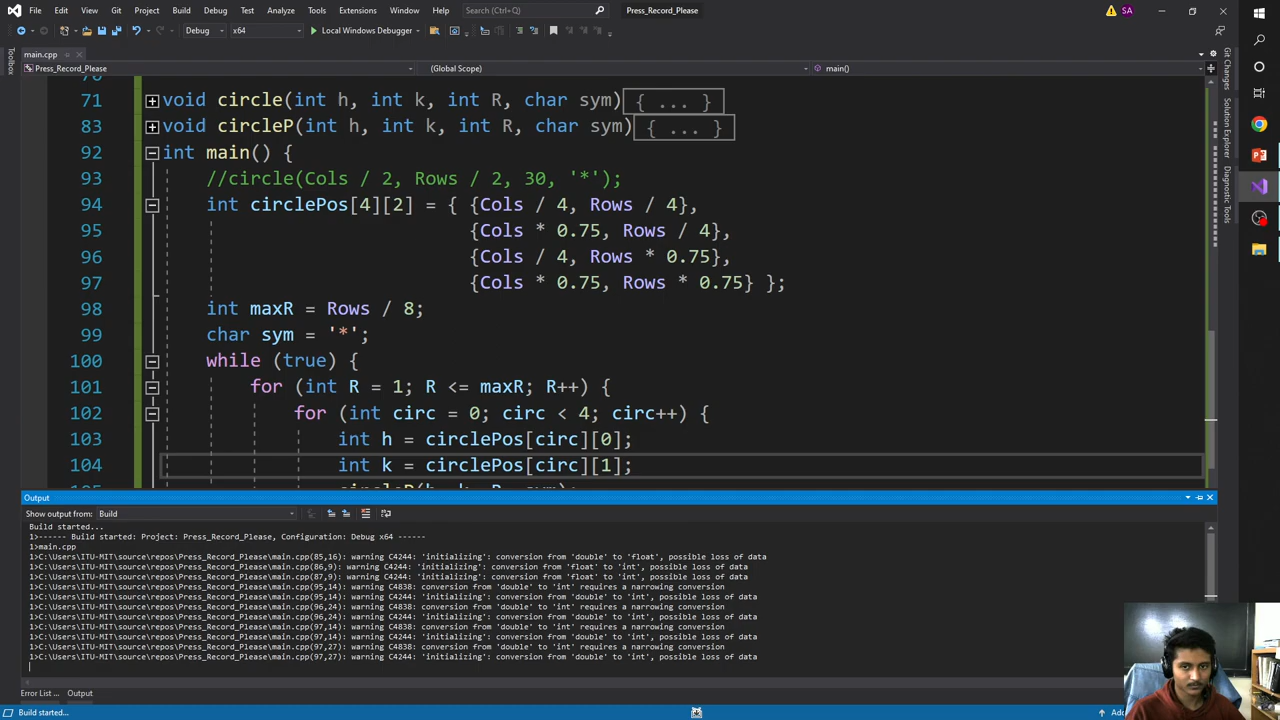 File Edit View Git Project Build Debug Test Analyze Tools Extensions Window Help Search (Ctrl+Q) Press_Record_Please SA
Debug x64 Local Windows Debugger
main.cpp
Press_Record_Please (Global Scope) main()
71 void circle(int h, int k, int R, char sym){ ... }
83 void circleP(int h, int k, int R, char sym){ ... }
92 int main() {
93 //circle(Cols / 2, Rows / 2, 30, '*');
94 int circlePos[4][2] = { {Cols / 4, Rows / 4},
95 {Cols * 0.75, Rows / 4},
96 {Cols / 4, Rows * 0.75},
97 {Cols * 0.75, Rows * 0.75} };
98 int maxR = Rows / 8;
99 char sym = '*';
100 while (true) {
101 for (int R = 1; R <= maxR; R++) {
102 for (int circ = 0; circ < 4; circ++) {
103 int h = circlePos[circ][0];
104 int k = circlePos[circ][1];
Output
Show output from: Build
Build started...
1>------ Build started: Project: Press_Record_Please, Configuration: Debug x64 ------
1>main.cpp
1>C:\Users\ITU-MIT\source\repos\Press_Record_Please\main.cpp(85,16): warning C4244: 'initializing': conversion from 'double' to 'float', possible loss of data
1>C:\Users\ITU-MIT\source\repos\Press_Record_Please\main.cpp(86,9): warning C4244: 'initializing': conversion from 'float' to 'int', possible loss of data
1>C:\Users\ITU-MIT\source\repos\Press_Record_Please\main.cpp(87,9): warning C4244: 'initializing': conversion from 'float' to 'int', possible loss of data
1>C:\Users\ITU-MIT\source\repos\Press_Record_Please\main.cpp(95,14): warning C4838: conversion from 'double' to 'int' requires a narrowing conversion
1>C:\Users\ITU-MIT\source\repos\Press_Record_Please\main.cpp(95,14): warning C4244: 'initializing': conversion from 'double' to 'int', possible loss of data
1>C:\Users\ITU-MIT\source\repos\Press_Record_Please\main.cpp(96,24): warning C4838: conversion from 'double' to 'int' requires a narrowing conversion
1>C:\Users\ITU-MIT\source\repos\Press_Record_Please\main.cpp(96,24): warning C4244: 'initializing': conversion from 'double' to 'int', possible loss of data
1>C:\Users\ITU-MIT\source\repos\Press_Record_Please\main.cpp(97,14): warning C4838: conversion from 'double' to 'int' requires a narrowing conversion
1>C:\Users\ITU-MIT\source\repos\Press_Record_Please\main.cpp(97,14): warning C4244: 'initializing': conversion from 'double' to 'int', possible loss of data
1>C:\Users\ITU-MIT\source\repos\Press_Record_Please\main.cpp(97,27): warning C4838: conversion from 'double' to 'int' requires a narrowing conversion
1>C:\Users\ITU-MIT\source\repos\Press_Record_Please\main.cpp(97,27): warning C4244: 'initializing': conversion from 'double' to 'int', possible loss of data
Error List ... Output
Build started...
Toolbox
Git Changes
Solution Explorer
Diagnostic Tools